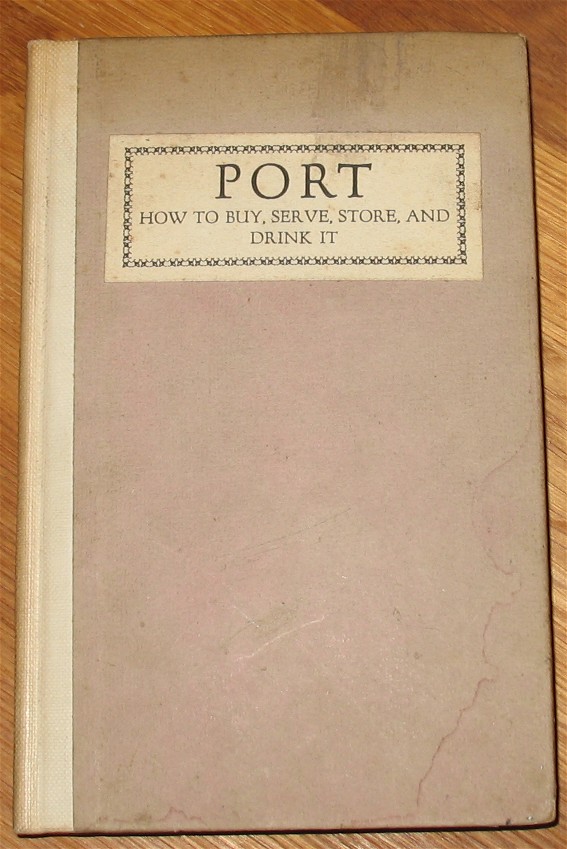 PORT
HOW TO BUY, SERVE, STORE, AND
DRINK IT